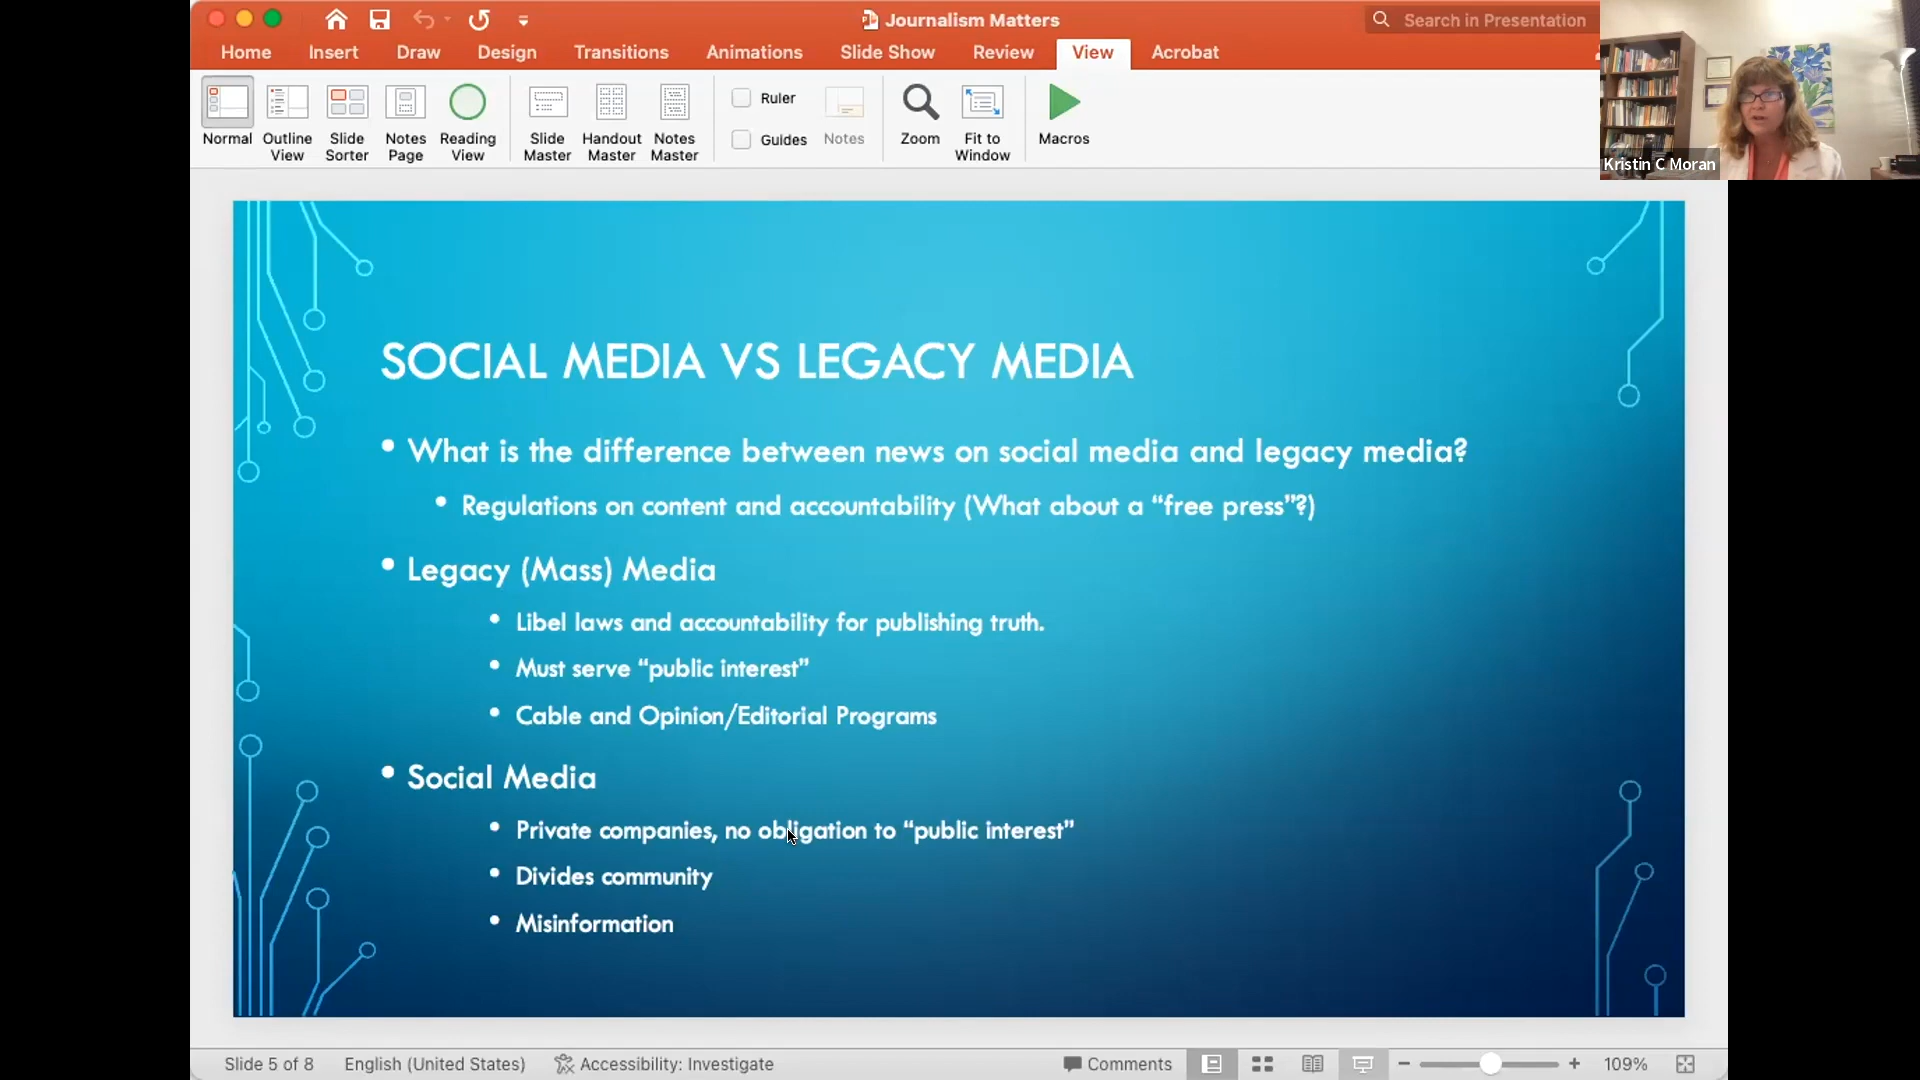 Journalism Matters
Search in Presentation
Home Insert Draw Design Transitions Animations Slide Show Review View Acrobat
Normal
Outline View
Slide Sorter
Notes Page
Reading View
Slide Master
Handout Master
Notes Master
Ruler
Guides
Notes
Zoom
Fit to Window
Macros
Kristin C Moran
SOCIAL MEDIA VS LEGACY MEDIA
• What is the difference between news on social media and legacy media?
• Regulations on content and accountability (What about a “free press”?)
• Legacy (Mass) Media
• Libel laws and accountability for publishing truth.
• Must serve “public interest”
• Cable and Opinion/Editorial Programs
• Social Media
• Private companies, no obligation to “public interest”
• Divides community
• Misinformation
Slide 5 of 8 English (United States) Accessibility: Investigate Comments 109%